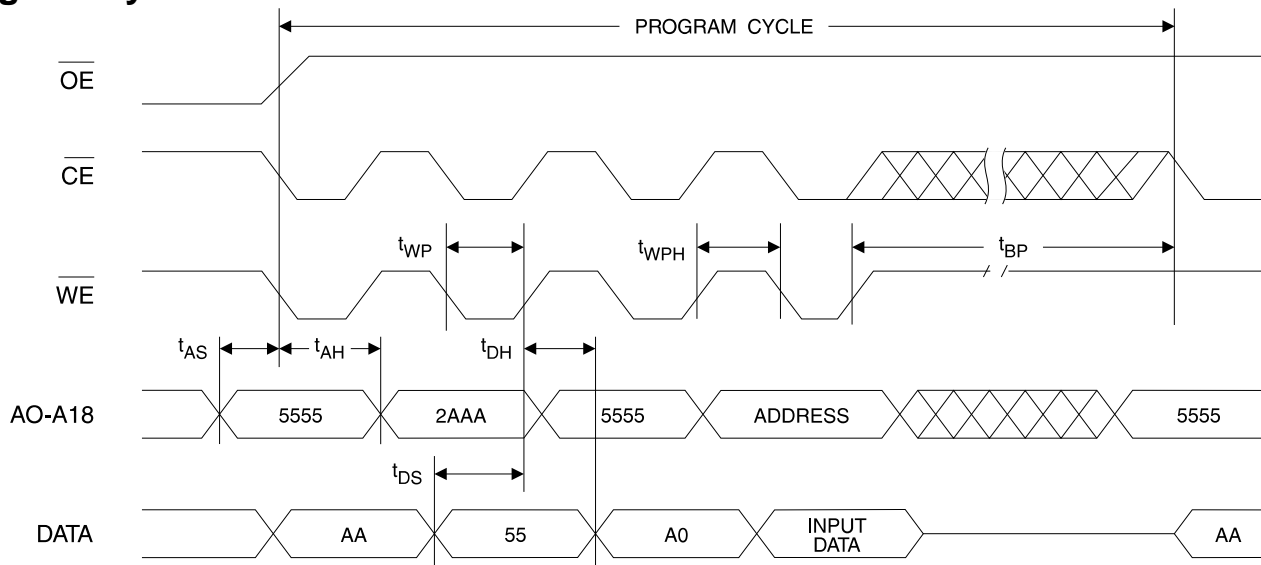 PROGRAM CYCLE
OE
CE
tWP
tWPH
tBP
WE
tAS
tAH
tDH
AO-A18
5555
2AAA
5555
ADDRESS
5555
tDS
DATA
AA
55
A0
INPUT
DATA
AA